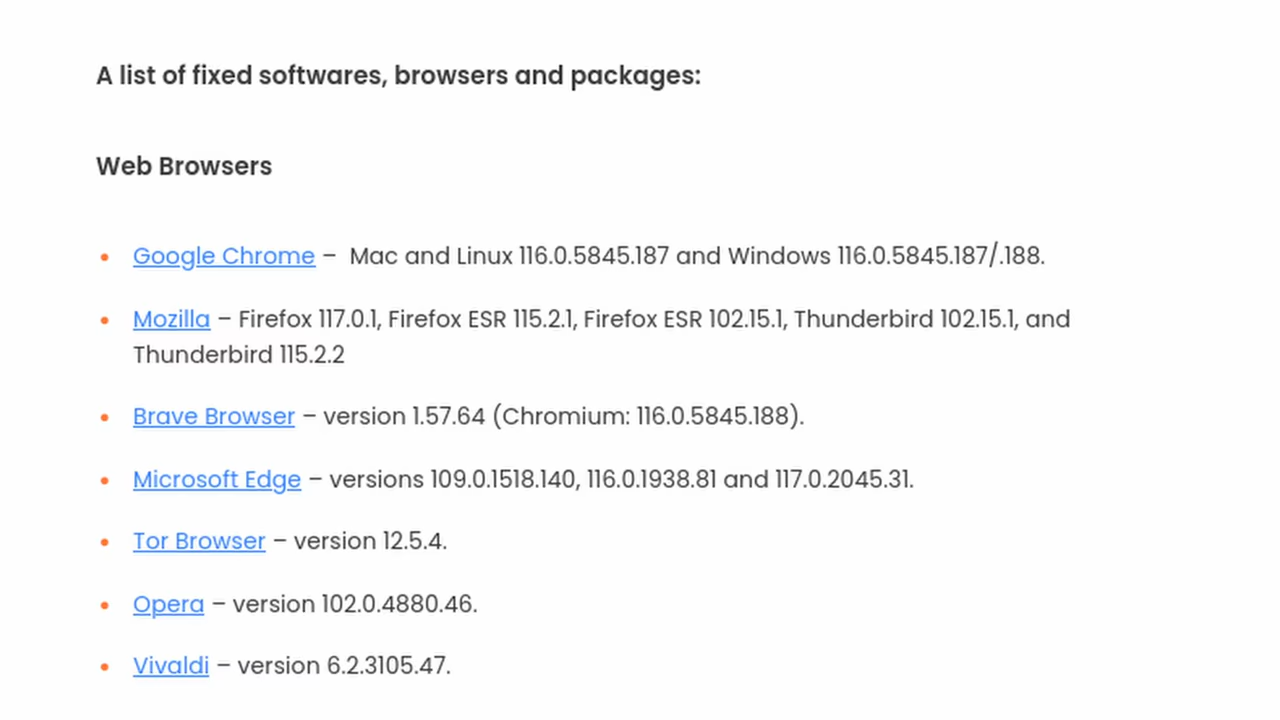 A list of fixed softwares, browsers and packages:
Web Browsers
• Google Chrome – Mac and Linux 116.0.5845.187 and Windows 116.0.5845.187/.188.
• Mozilla – Firefox 117.0.1, Firefox ESR 115.2.1, Firefox ESR 102.15.1, Thunderbird 102.15.1, and
Thunderbird 115.2.2
• Brave Browser – version 1.57.64 (Chromium: 116.0.5845.188).
• Microsoft Edge – versions 109.0.1518.140, 116.0.1938.81 and 117.0.2045.31.
• Tor Browser – version 12.5.4.
• Opera – version 102.0.4880.46.
• Vivaldi – version 6.2.3105.47.